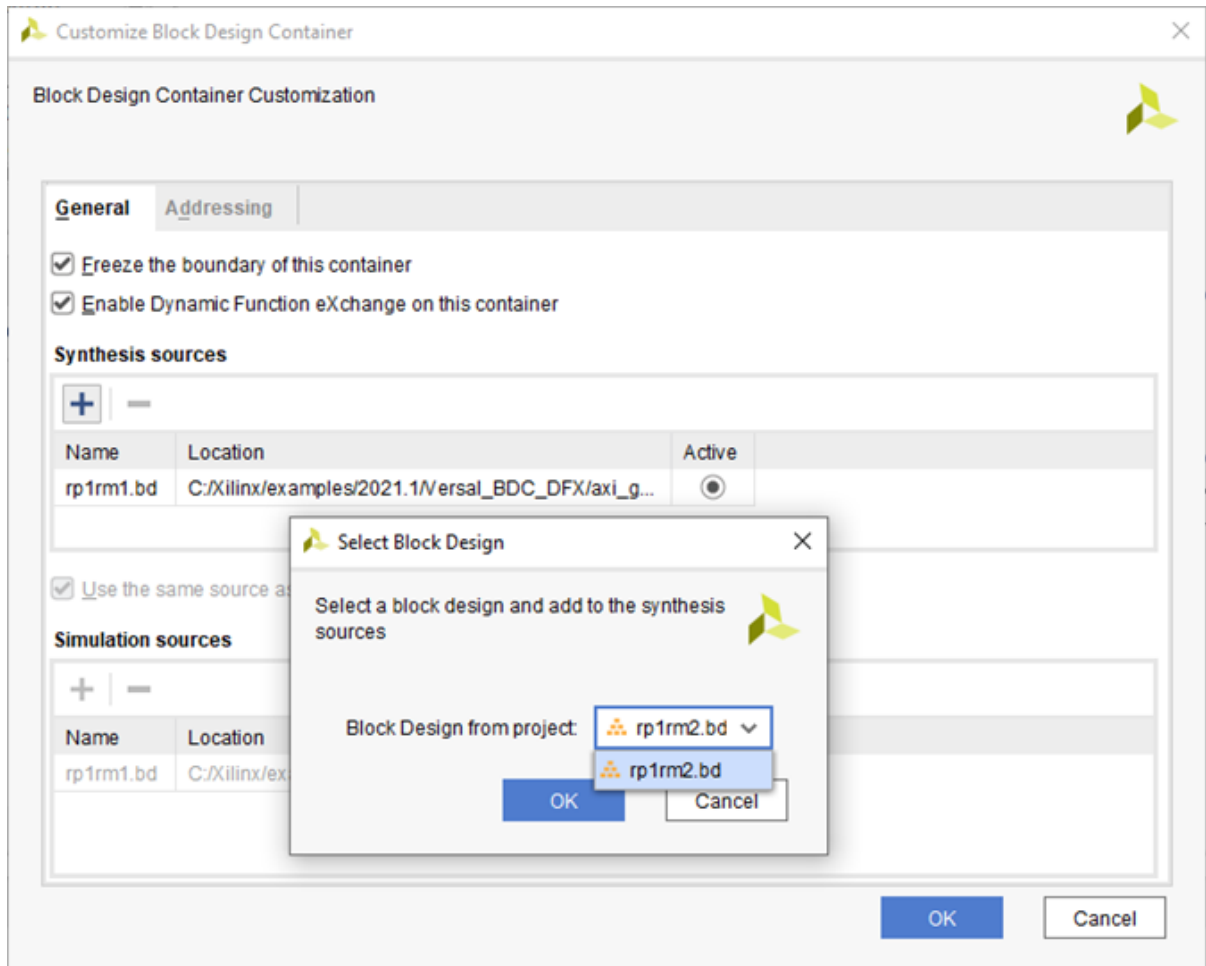 Customize Block Design Container
Block Design Container Customization
General Addressing
Freeze the boundary of this container
Enable Dynamic Function eXchange on this container
Synthesis sources
Name Location Active
rp1rm1.bd C:/Xilinx/examples/2021.1/Versal_BDC_DFX/axi_g...
Select Block Design
Use the same source as
Select a block design and add to the synthesis
sources
Simulation sources
Block Design from project: rp1rm2.bd
Name Location
rp1rm2.bd
rp1rm1.bd C:/Xilinx/ex
OK Cancel
OK Cancel